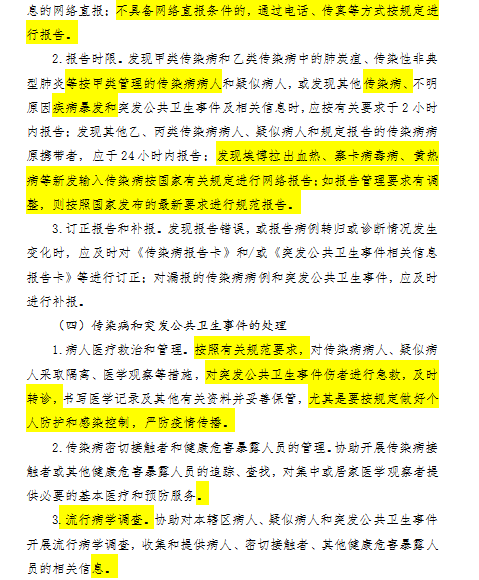 息的网络直报；不具备网络直报条件的，通过电话、传真等方式按规定进
行报告。
2.报告时限。发现甲类传染病和乙类传染病中的肺炭疽、传染性非典
型肺炎等按甲类管理的传染病病人和疑似病人，或发现其他传染病、不明
原因疾病暴发和突发公共卫生事件及相关信息时，应按有关要求于2小时
内报告；发现其他乙、丙类传染病病人、疑似病人和规定报告的传染病病
原携带者，应于24小时内报告；发现埃博拉出血热、寨卡病毒病、黄热
病等新发输入传染病按国家有关规定进行网络报告；如报告管理要求有调
整，则按照国家发布的最新要求进行规范报告。
3.订正报告和补报。发现报告错误，或报告病例转归或诊断情况发生
变化时，应及时对《传染病报告卡》和/或《突发公共卫生事件相关信息
报告卡》等进行订正；对漏报的传染病病例和突发公共卫生事件，应及时
进行补报。
（四）传染病和突发公共卫生事件的处理
1.病人医疗救治和管理。按照有关规范要求，对传染病病人、疑似病
人采取隔离、医学观察等措施，对突发公共卫生事件伤者进行急救，及时
转诊，书写医学记录及其他有关资料并妥善保管，尤其是要按规定做好个
人防护和感染控制，严防疫情传播。
2.传染病密切接触者和健康危害暴露人员的管理。协助开展传染病接
触者或其他健康危害暴露人员的追踪、查找，对集中或居家医学观察者提
供必要的基本医疗和预防服务。
3.流行病学调查。协助对本辖区病人、疑似病人和突发公共卫生事件
开展流行病学调查，收集和提供病人、密切接触者、其他健康危害暴露人
员的相关信息。